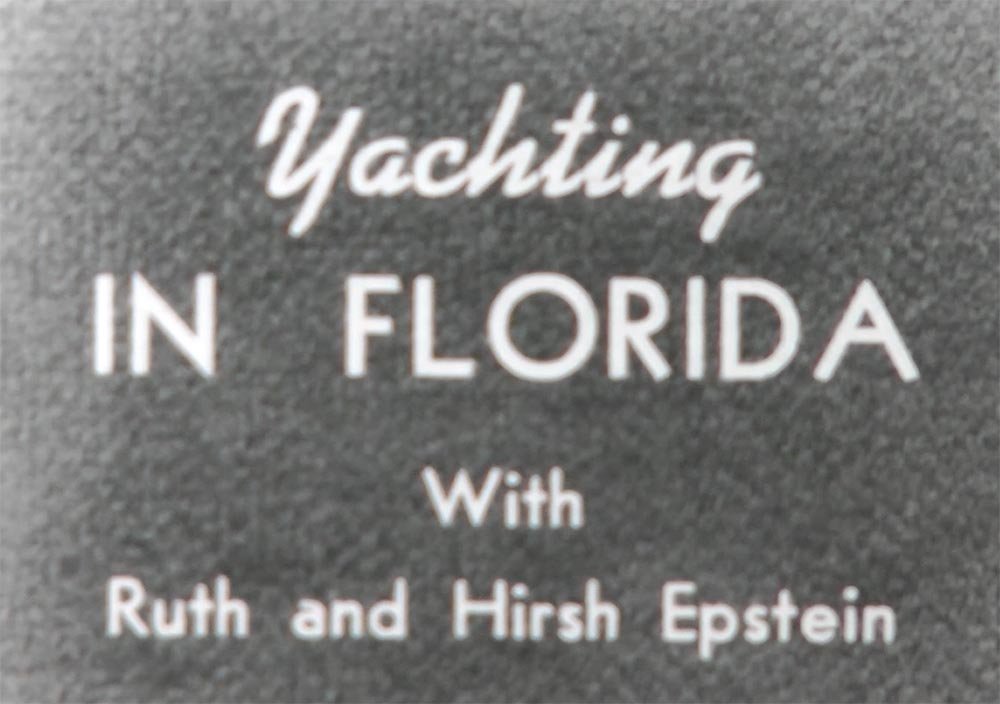 Yachting
IN FLORIDA
With
Ruth and Hirsh Epstein